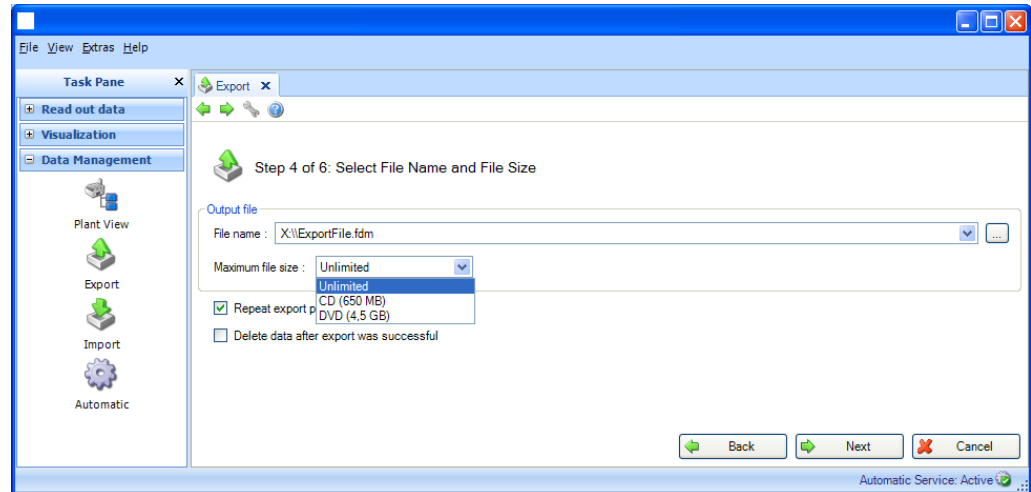 File View Extras Help
Task Pane
Export
Read out data
Visualization
Data Management
Plant View
Export
Import
Automatic
Step 4 of 6: Select File Name and File Size
Output file
File name : X:\\ExportFile.fdm
...
Maximum file size : Unlimited
Unlimited
CD (650 MB)
DVD (4,5 GB)
Repeat export p
Delete data after export was successful
Back Next Cancel
Automatic Service: Active